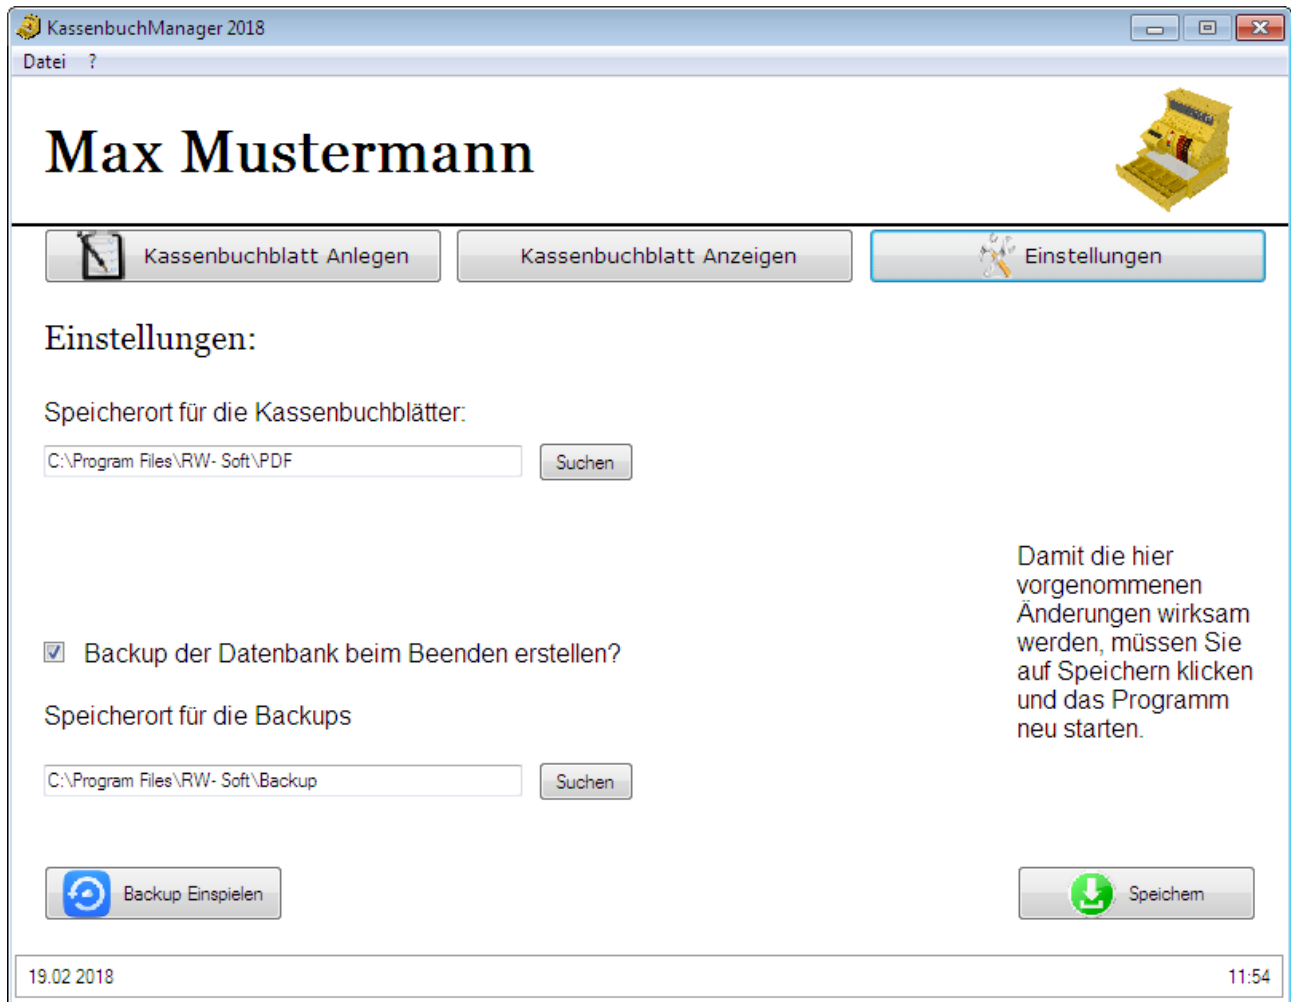 KassenbuchManager 2018
Datei ?
Max Mustermann
Kassenbuchblatt Anlegen Kassenbuchblatt Anzeigen Einstellungen
Einstellungen:
Speicherort für die Kassenbuchblätter:
C:\Program Files\RW- Soft\PDF Suchen
Damit die hier
vorgenommenen
Änderungen wirksam
werden, müssen Sie
auf Speichern klicken
und das Programm
neu starten.
Backup der Datenbank beim Beenden erstellen?
Speicherort für die Backups
C:\Program Files\RW- Soft\Backup Suchen
Backup Einspielen Speichern
19.02 2018 11:54